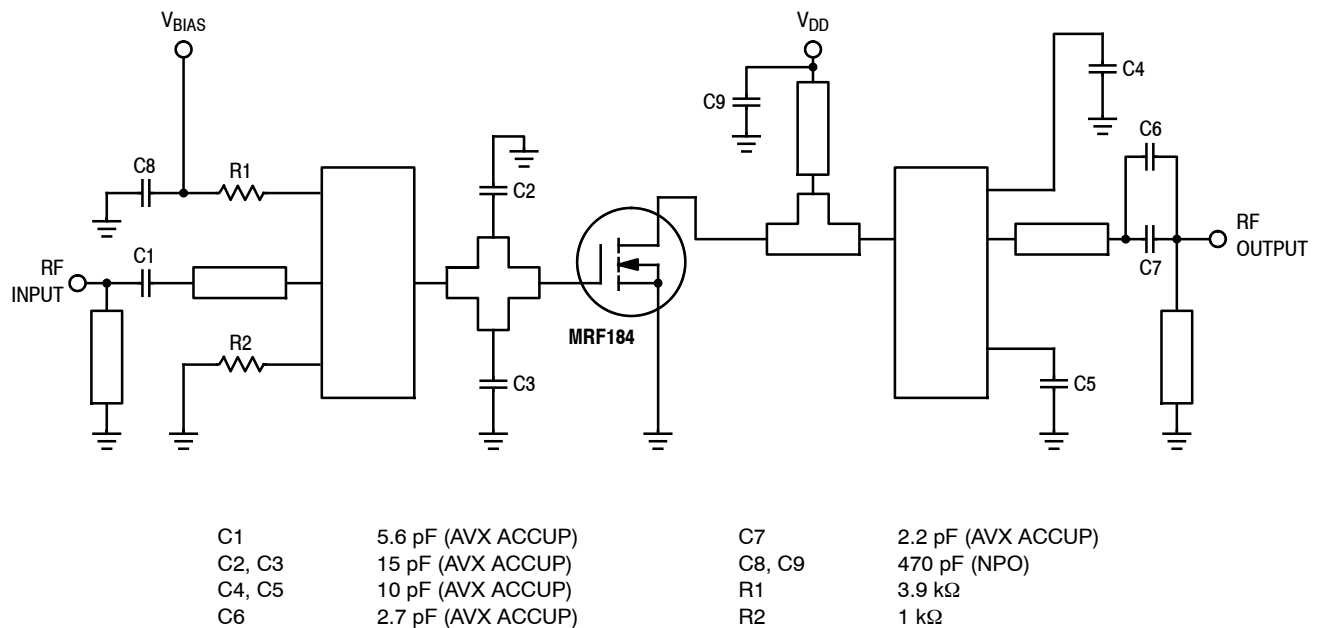 V_BIAS
V_DD
C4
C9
C6
C8
R1
C2
RF
INPUT
C1
RF
OUTPUT
C7
MRF184
R2
C3
C5
C1 5.6 pF (AVX ACCUP) C7 2.2 pF (AVX ACCUP)
C2, C3 15 pF (AVX ACCUP) C8, C9 470 pF (NPO)
C4, C5 10 pF (AVX ACCUP) R1 3.9 kΩ
C6 2.7 pF (AVX ACCUP) R2 1 kΩ